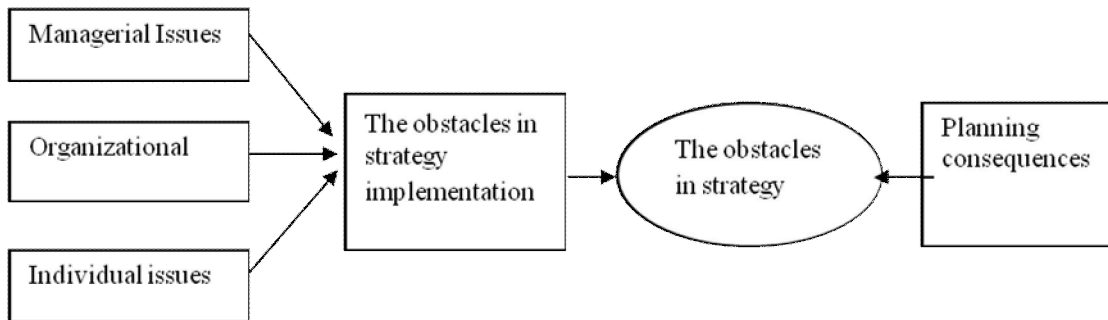 Managerial Issues
Organizational
Individual issues
The obstacles in
strategy
implementation
The obstacles
in strategy
Planning
consequences